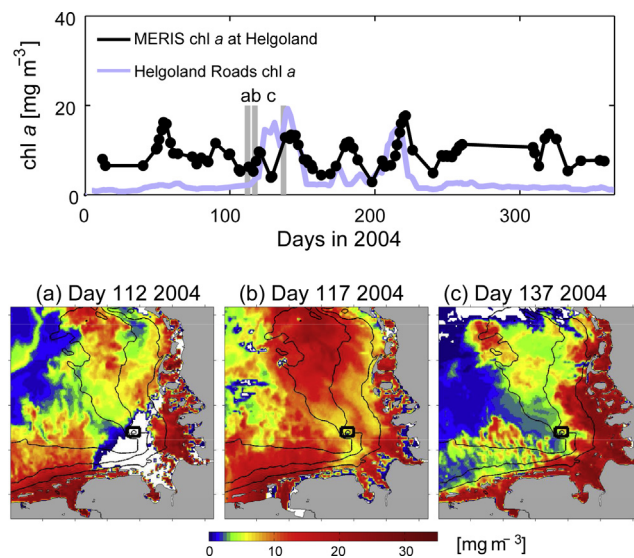 40
MERIS chl a at Helgoland
Helgoland Roads chl a
chl a [mg m⁻³]
20
ab c
0
0 100 200 300
Days in 2004
(a) Day 112 2004 (b) Day 117 2004 (c) Day 137 2004
0 10 20 30 [mg m⁻³]